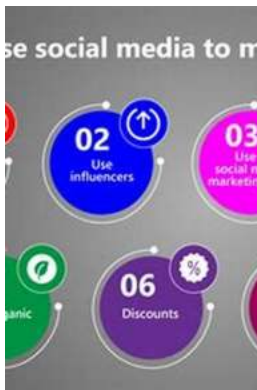 se social media to m
02
Use
influencers
03
Use
social m
marketin
ganic
06
%
Discounts